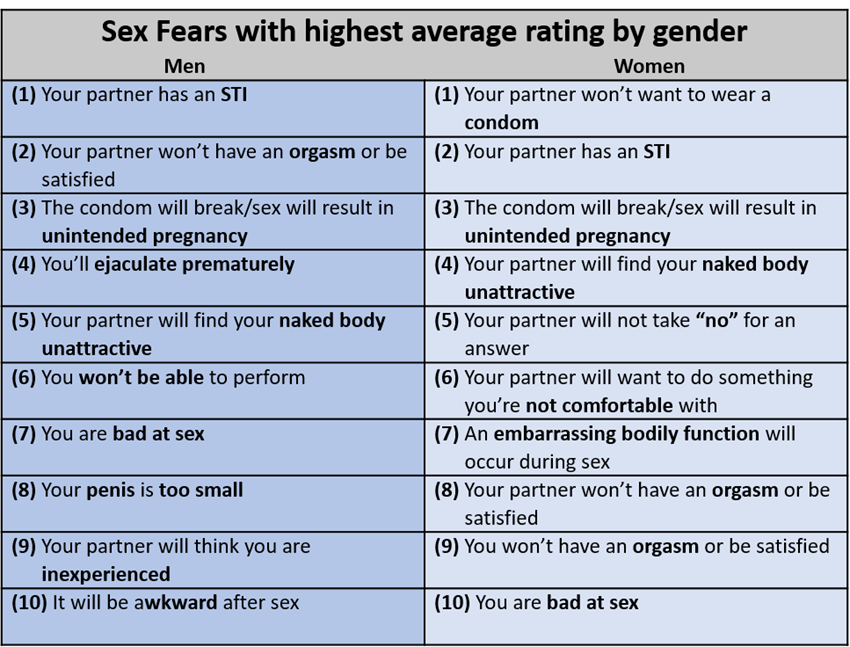 Sex Fears with highest average rating by gender
Men
Women
(1) Your partner has an STI
(1) Your partner won’t want to wear a
condom
(2) Your partner won’t have an orgasm or be
satisfied
(2) Your partner has an STI
(3) The condom will break/sex will result in
unintended pregnancy
(3) The condom will break/sex will result in
unintended pregnancy
(4) You’ll ejaculate prematurely
(4) Your partner will find your naked body
unattractive
(5) Your partner will find your naked body
unattractive
(5) Your partner will not take “no” for an
answer
(6) You won’t be able to perform
(6) Your partner will want to do something
you’re not comfortable with
(7) You are bad at sex
(7) An embarrassing bodily function will
occur during sex
(8) Your penis is too small
(8) Your partner won’t have an orgasm or be
satisfied
(9) Your partner will think you are
inexperienced
(9) You won’t have an orgasm or be satisfied
(10) It will be awkward after sex
(10) You are bad at sex